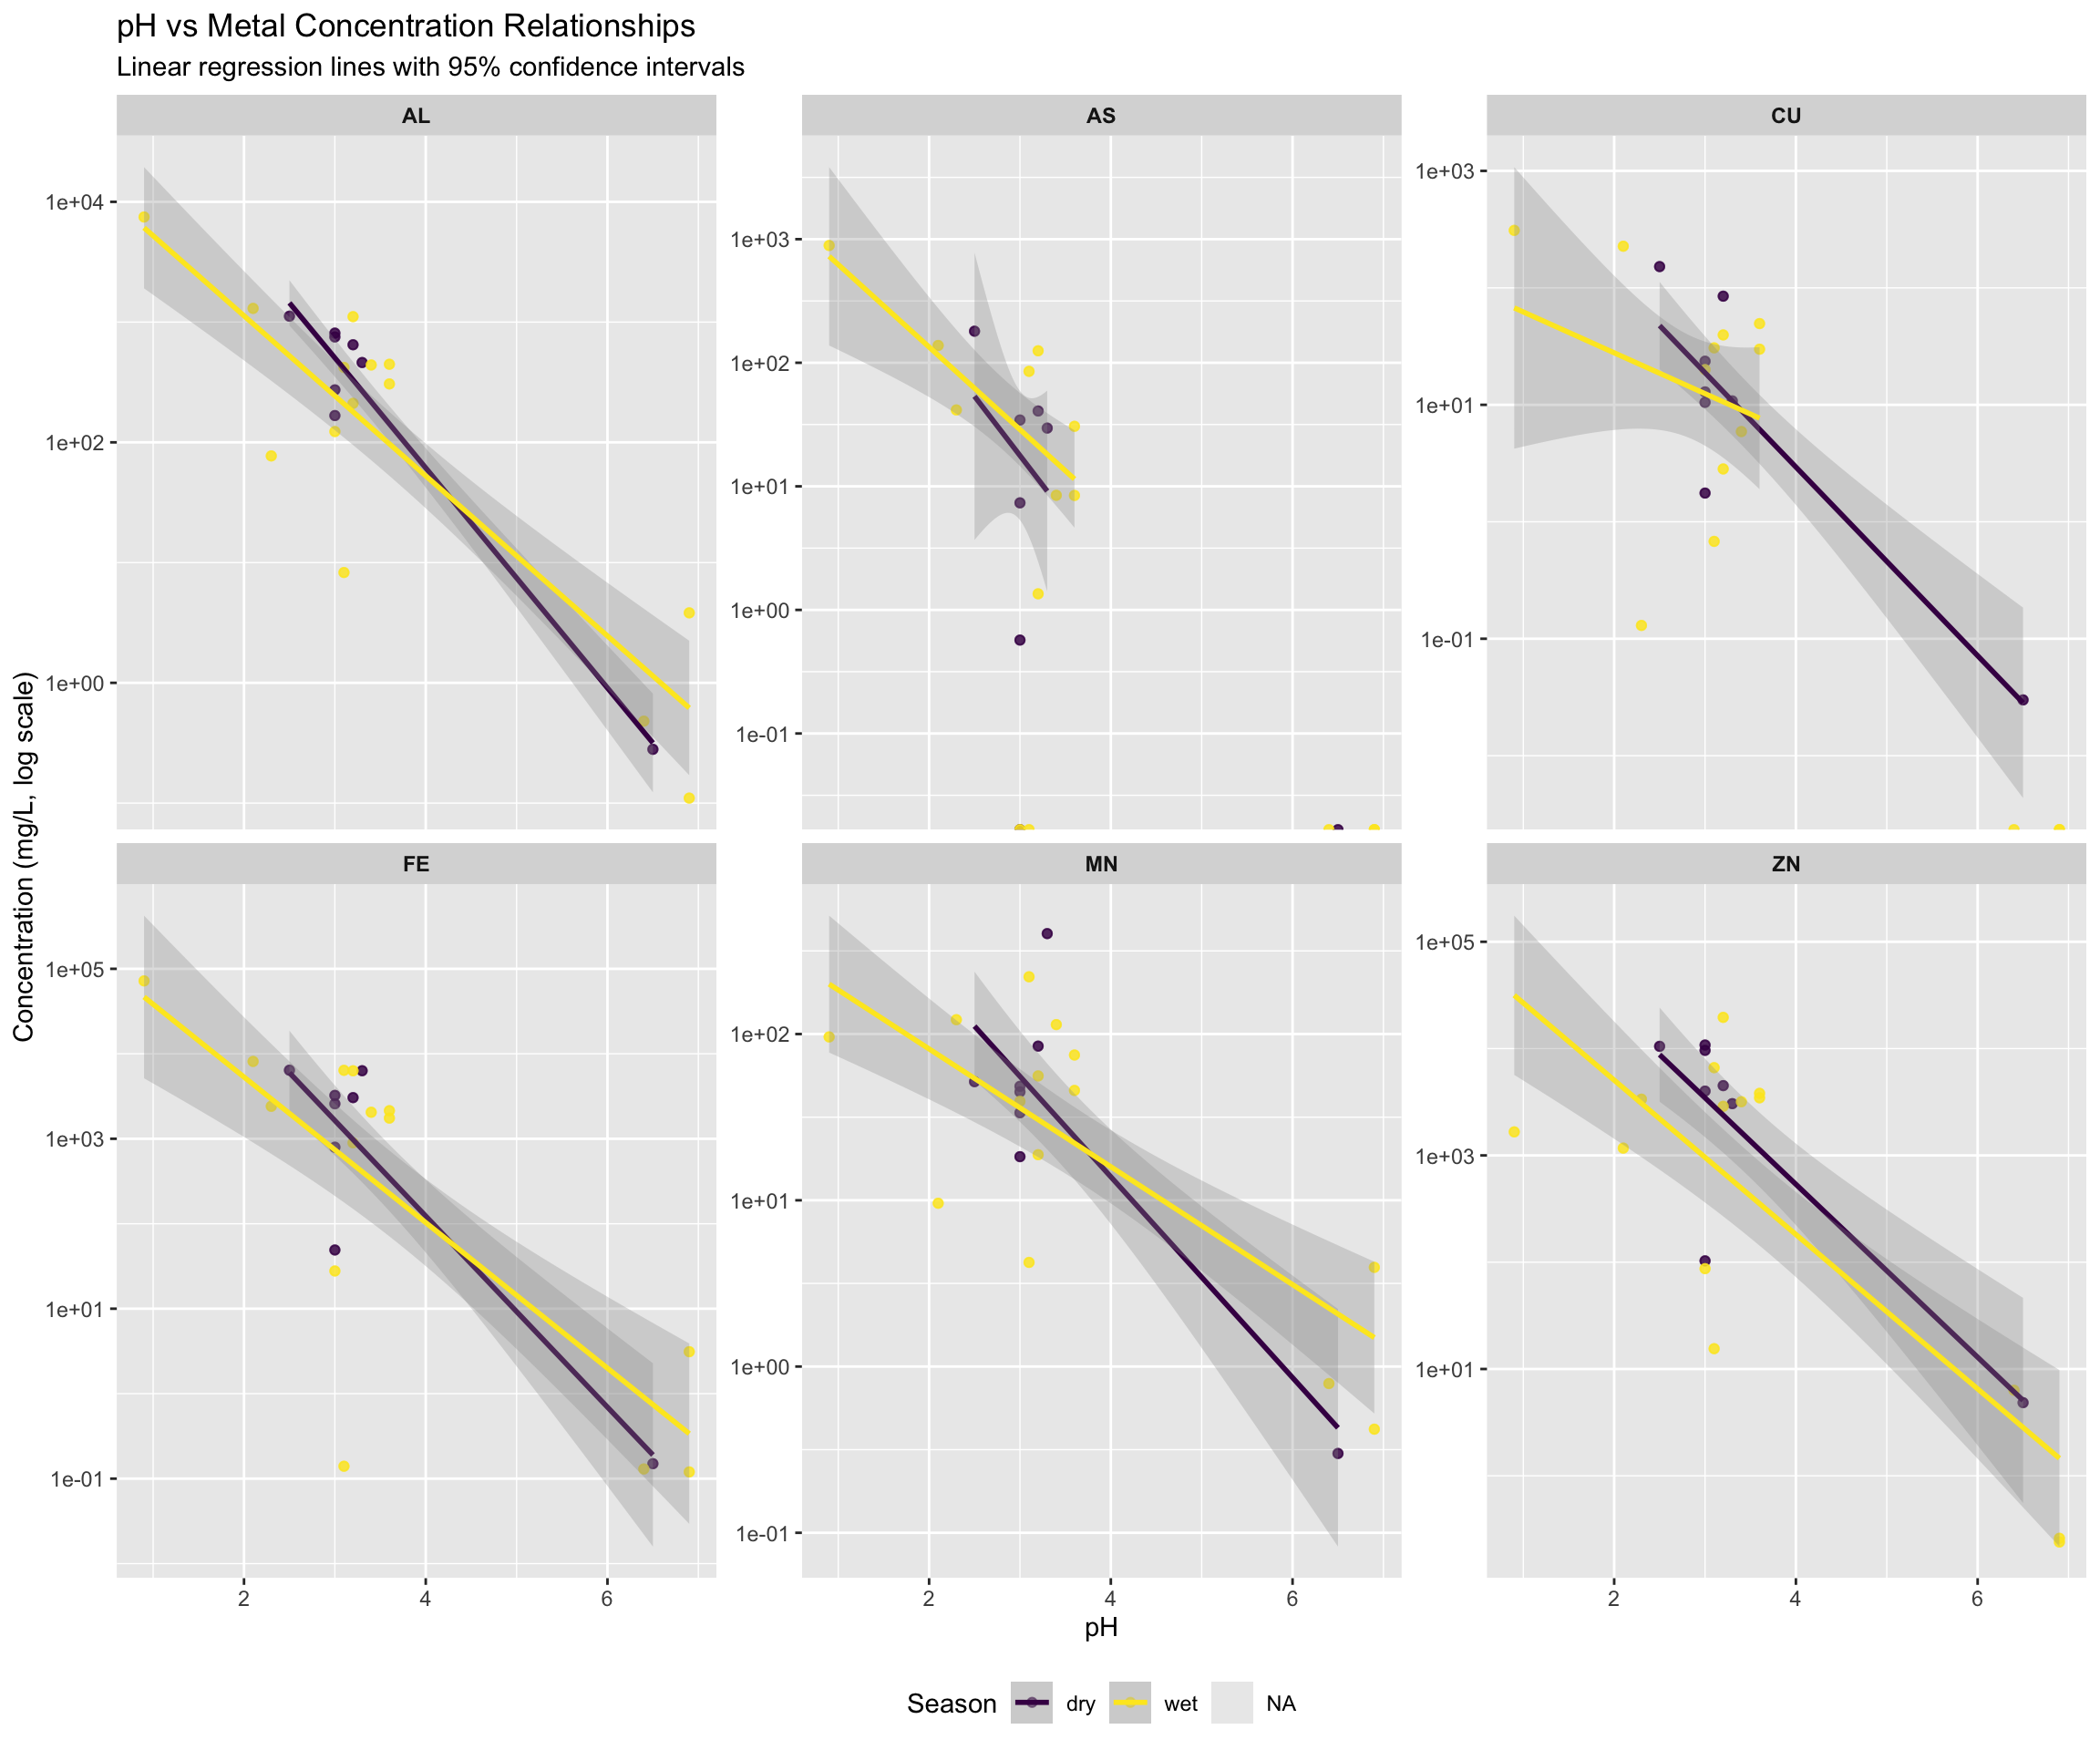 pH vs Metal Concentration Relationships
Linear regression lines with 95% confidence intervals
AL
AS
CU
1e+04
1e+02
1e+00
1e+03
1e+02
1e+01
1e+00
1e-01
1e+03
1e+01
1e-01
Concentration (mg/L, log scale)
FE
MN
ZN
1e+05
1e+03
1e+01
1e-01
1e+02
1e+01
1e+00
1e-01
1e+05
1e+03
1e+01
2 4 6
2 4 6
2 4 6
pH
Season dry wet NA